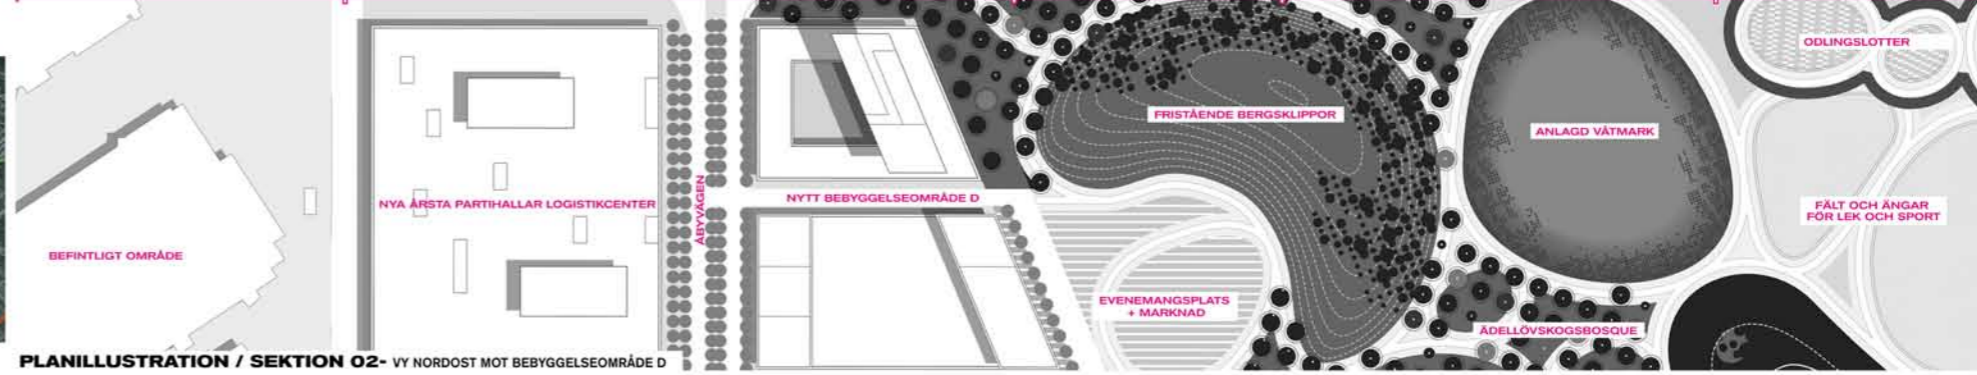 ODLINGSLOTTER
FRISTÅENDE BERGSKLIPPOR
ANLAGD VÅTMARK
NYA ÅRSTA PARTIHALLAR LOGISTIKCENTER
ÅBYVÄGEN
NYTT BEBYGGELSEOMRÅDE D
FÄLT OCH ÄNGAR
FÖR LEK OCH SPORT
BEFINTLIGT OMRÅDE
EVENEMANGSPLATS
+ MARKNAD
ÄDELLÖVSKOGSBOSQUE
PLANILLUSTRATION / SEKTION 02- VY NORDOST MOT BEBYGGELSEOMRÅDE D